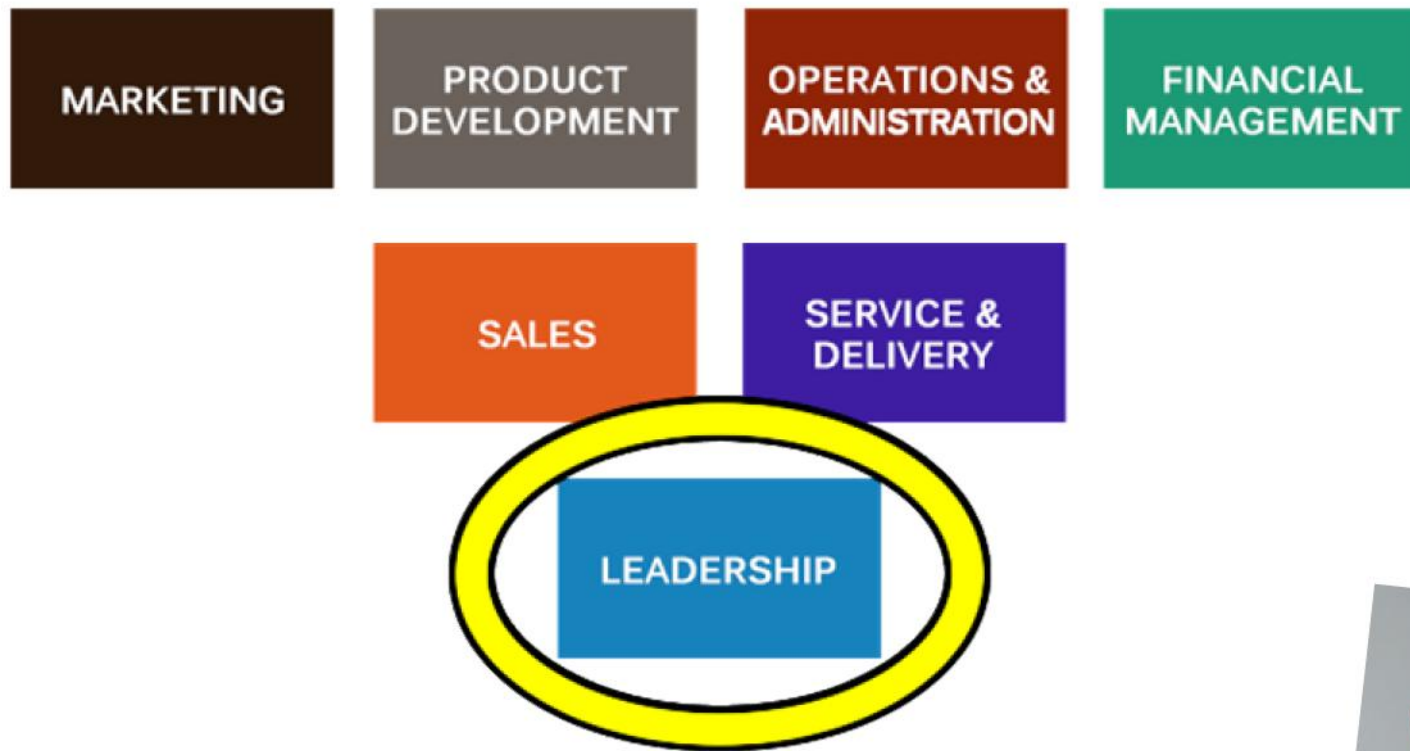 MARKETING
PRODUCT
DEVELOPMENT
OPERATIONS &
ADMINISTRATION
FINANCIAL
MANAGEMENT
SALES
SERVICE &
DELIVERY
LEADERSHIP